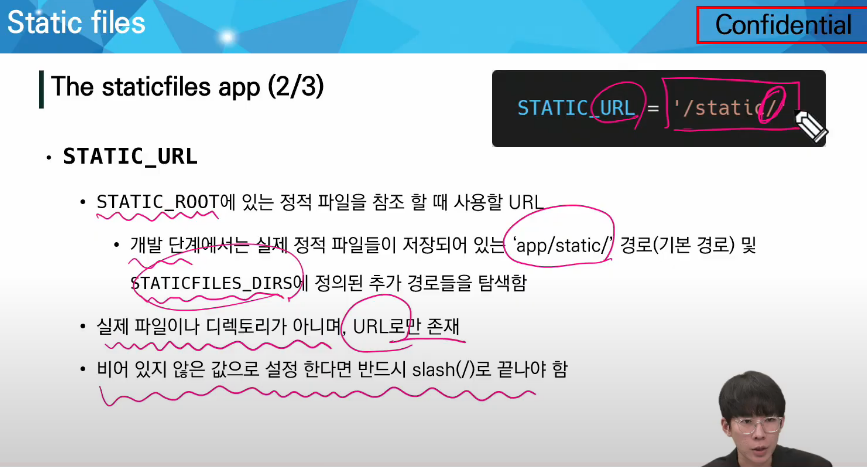 Static files
Confidential
The staticfiles app (2/3)
STATIC_URL = '/static/'
• STATIC_URL
• STATIC_ROOT에 있는 정적 파일을 참조 할 때 사용할 URL
• 개발 단계에서는 실제 정적 파일들이 저장되어 있는 ‘app/static/’ 경로(기본 경로) 및
STATICFILES_DIRS에 정의된 추가 경로들을 탐색함
• 실제 파일이나 디렉토리가 아니며, URL로만 존재
• 비어 있지 않은 값으로 설정 한다면 반드시 slash(/)로 끝나야 함